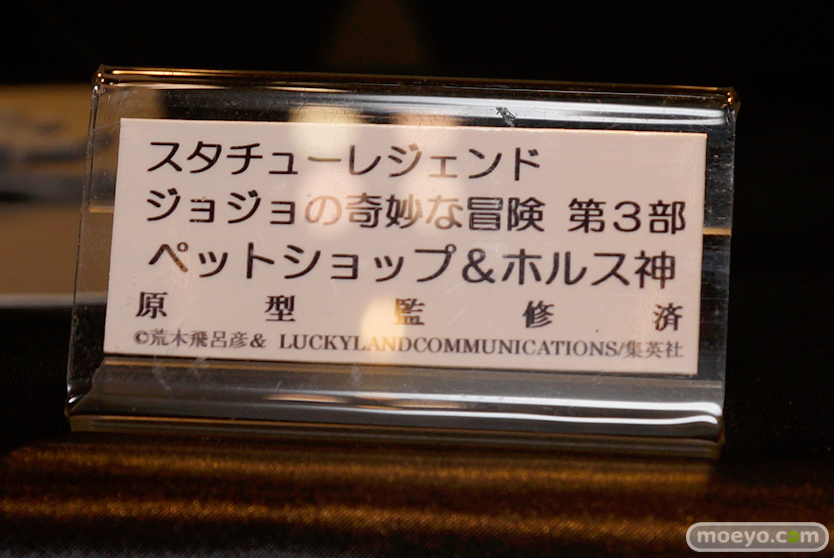 スタチューレジェンド
ジョジョの奇妙な冒険 第3部
ペットショップ&ホルス神
原型監修済
©荒木飛呂彦& LUCKYLANDCOMMUNICATIONS/集英社
moeyo.com